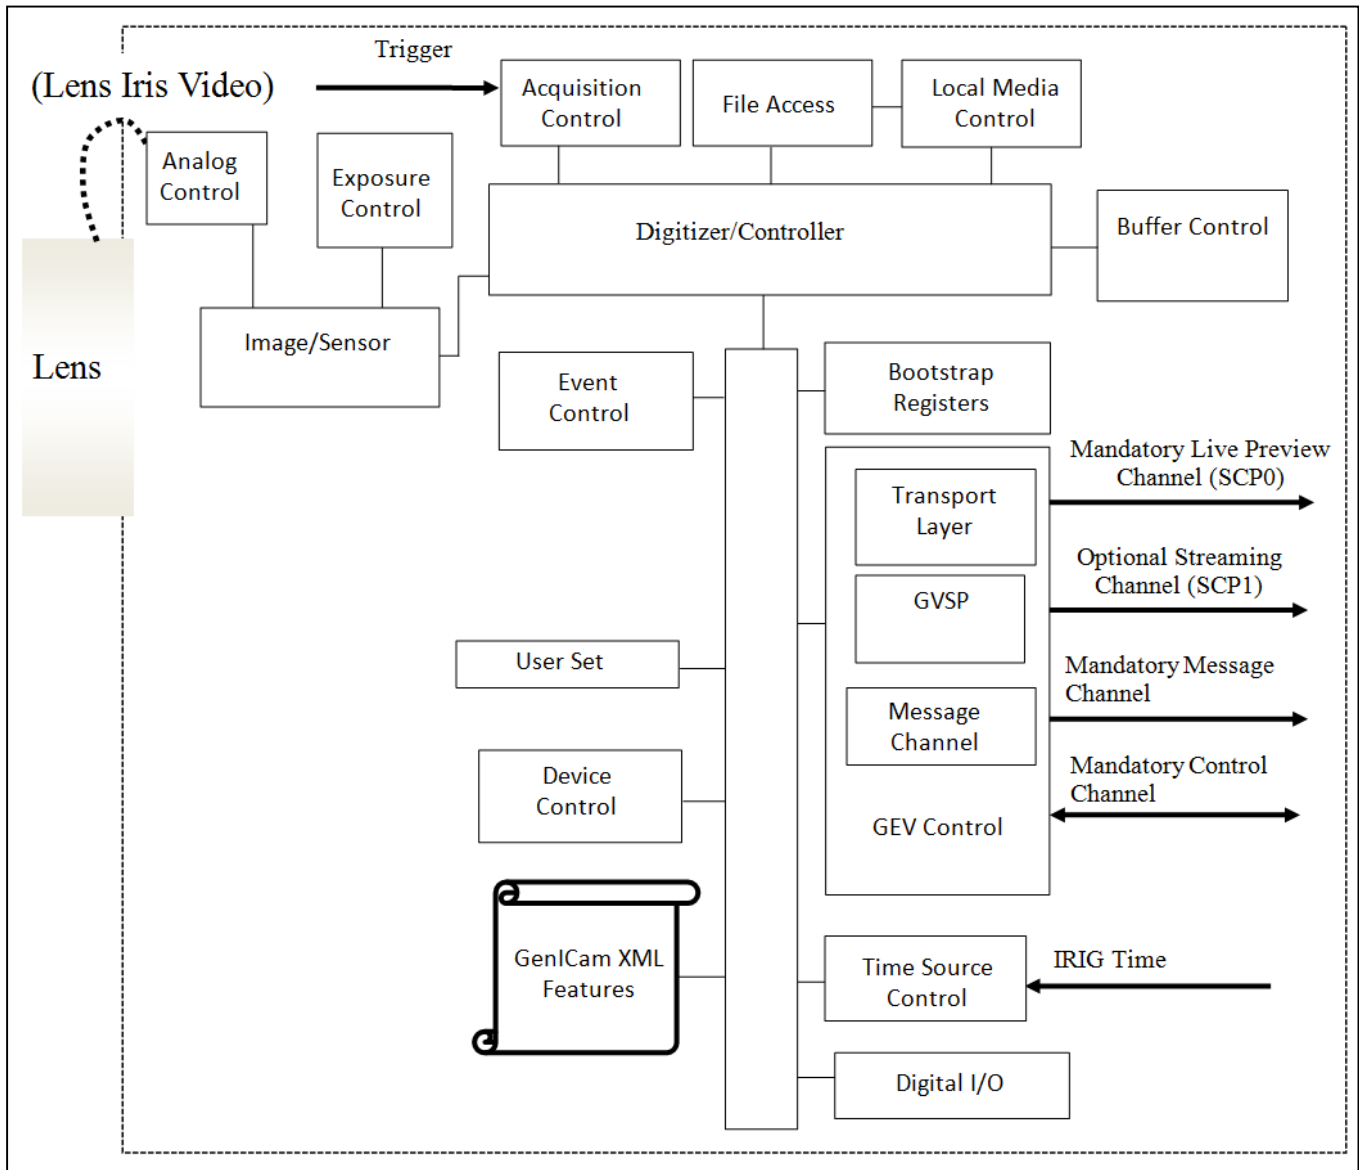 Trigger
(Lens Iris Video)
Acquisition
Control
File Access
Local Media
Control
Analog
Control
Exposure
Control
Digitizer/Controller
Buffer Control
Image/Sensor
Lens
Event
Control
Bootstrap
Registers
Mandatory Live Preview
Channel (SCP0)
Transport
Layer
Optional Streaming
Channel (SCP1)
GVSP
User Set
Mandatory Message
Channel
Message
Channel
Device
Control
Mandatory Control
Channel
GEV Control
GenICam XML
Features
Time Source
Control
IRIG Time
Digital I/O